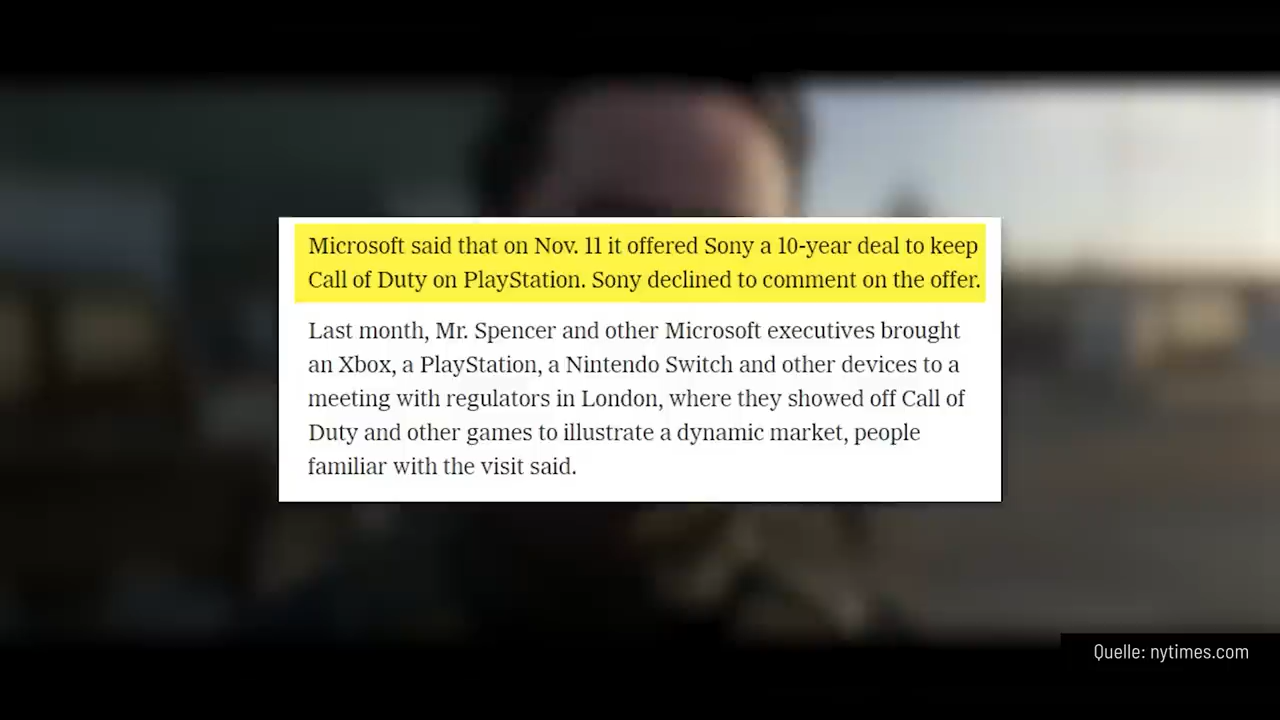 Microsoft said that on Nov. 11 it offered Sony a 10-year deal to keep
Call of Duty on PlayStation. Sony declined to comment on the offer.
Last month, Mr. Spencer and other Microsoft executives brought
an Xbox, a PlayStation, a Nintendo Switch and other devices to a
meeting with regulators in London, where they showed off Call of
Duty and other games to illustrate a dynamic market, people
familiar with the visit said.
Quelle: nytimes.com